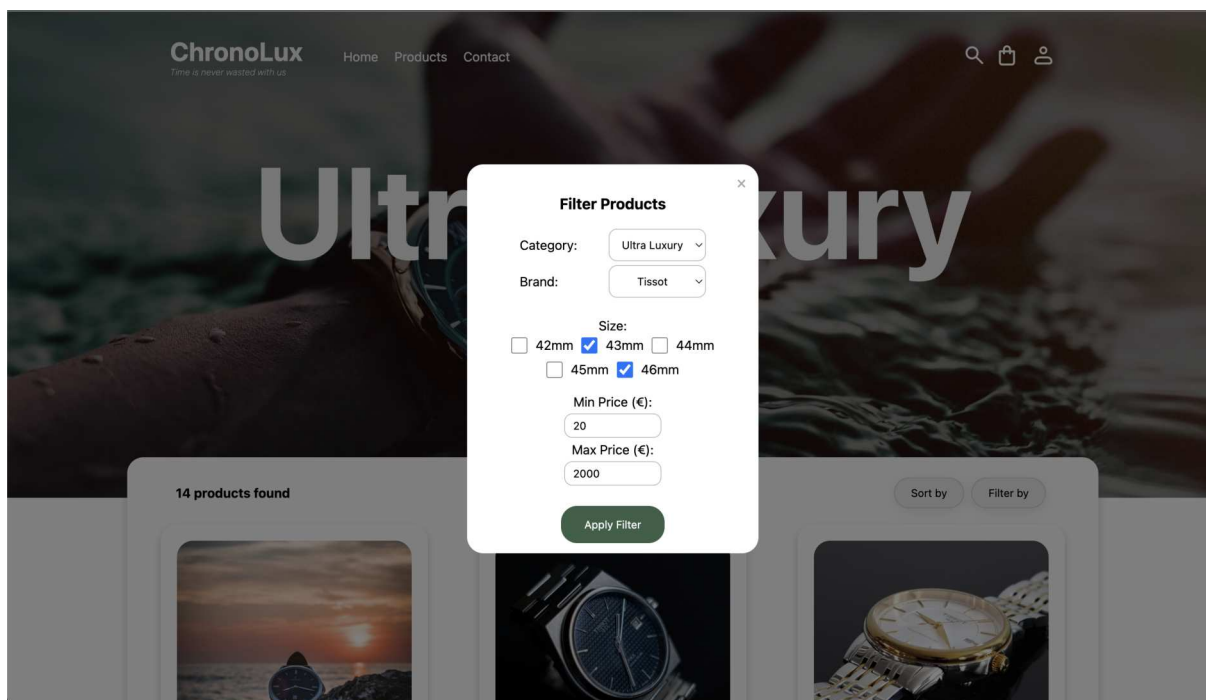 ChronoLux
Time is never wasted with us
Home Products Contact
Filter Products
Category: Ultra Luxury
Brand: Tissot
Size:
42mm 43mm 44mm
45mm 46mm
Min Price (€):
20
Max Price (€):
2000
14 products found
Sort by Filter by
Apply Filter